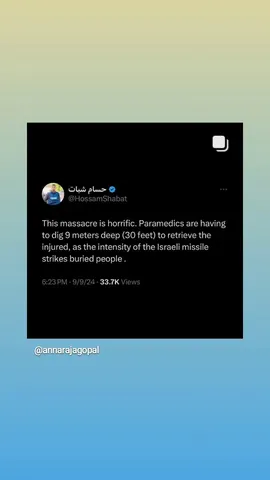 حسام شبات
@HossamShabat
This massacre is horrific. Paramedics are having
to dig 9 meters deep (30 feet) to retrieve the
injured, as the intensity of the Israeli missile
strikes buried people .
6:23 PM · 9/9/24 · 33.7K Views
@annarajagopal